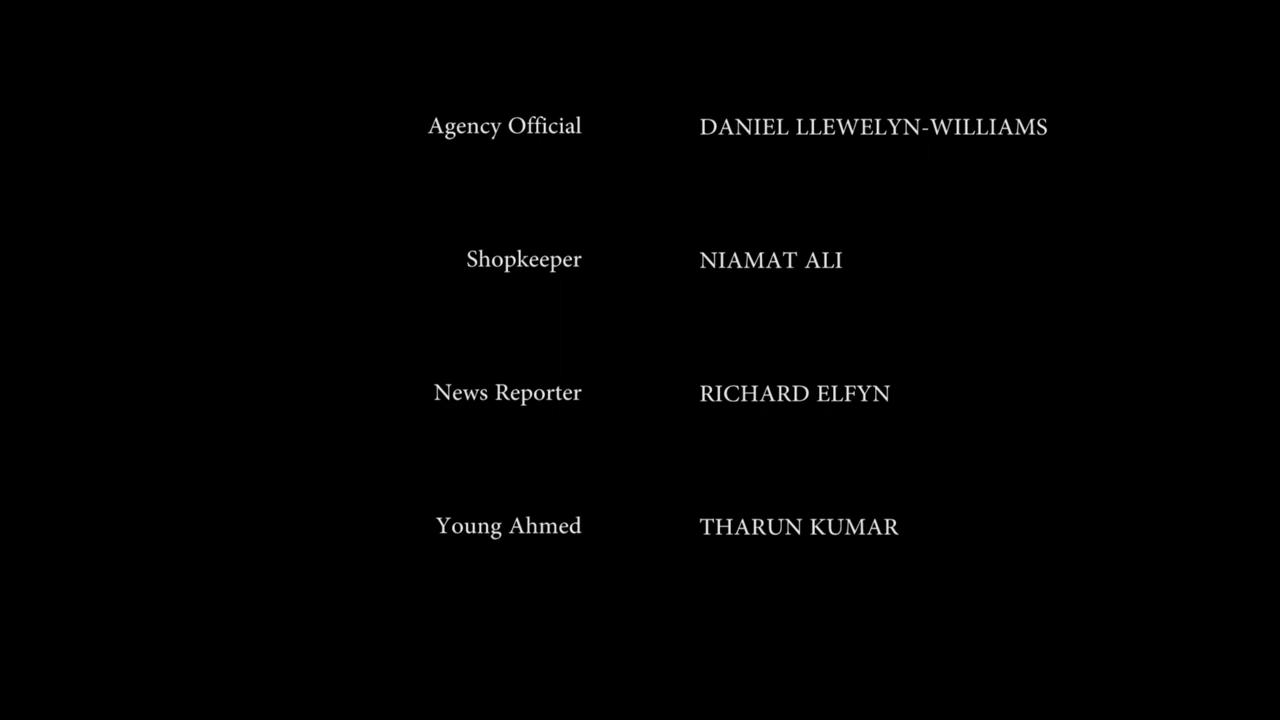 Agency Official DANIEL LLEWELYN-WILLIAMS
Shopkeeper NIAMAT ALI
News Reporter RICHARD ELFYN
Young Ahmed THARUN KUMAR